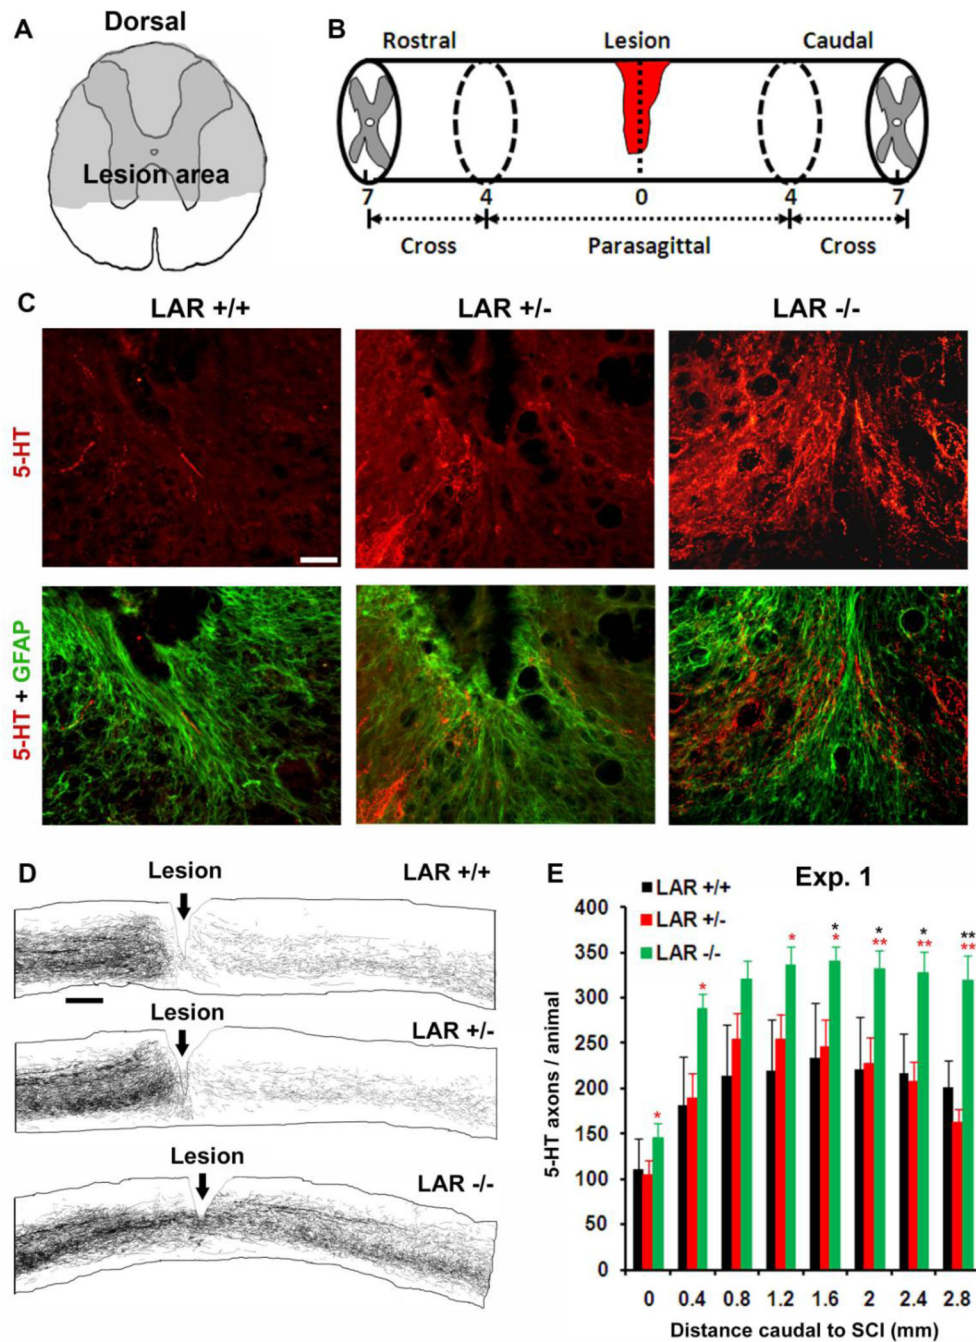 A
Dorsal
Lesion area
B
Rostral Lesion Caudal
7 4 0 4 7
Cross Parasagittal Cross
C
LAR +/+ LAR +/- LAR -/-
5-HT
5-HT + GFAP
D
Lesion
LAR +/+
Lesion
LAR +/-
Lesion
LAR -/-
E
Exp. 1
LAR +/+
LAR +/-
LAR -/-
5-HT axons / animal
400
350
300
250
200
150
100
50
0
* * * * * ** * ** ** **
0 0.4 0.8 1.2 1.6 2 2.4 2.8
Distance caudal to SCI (mm)